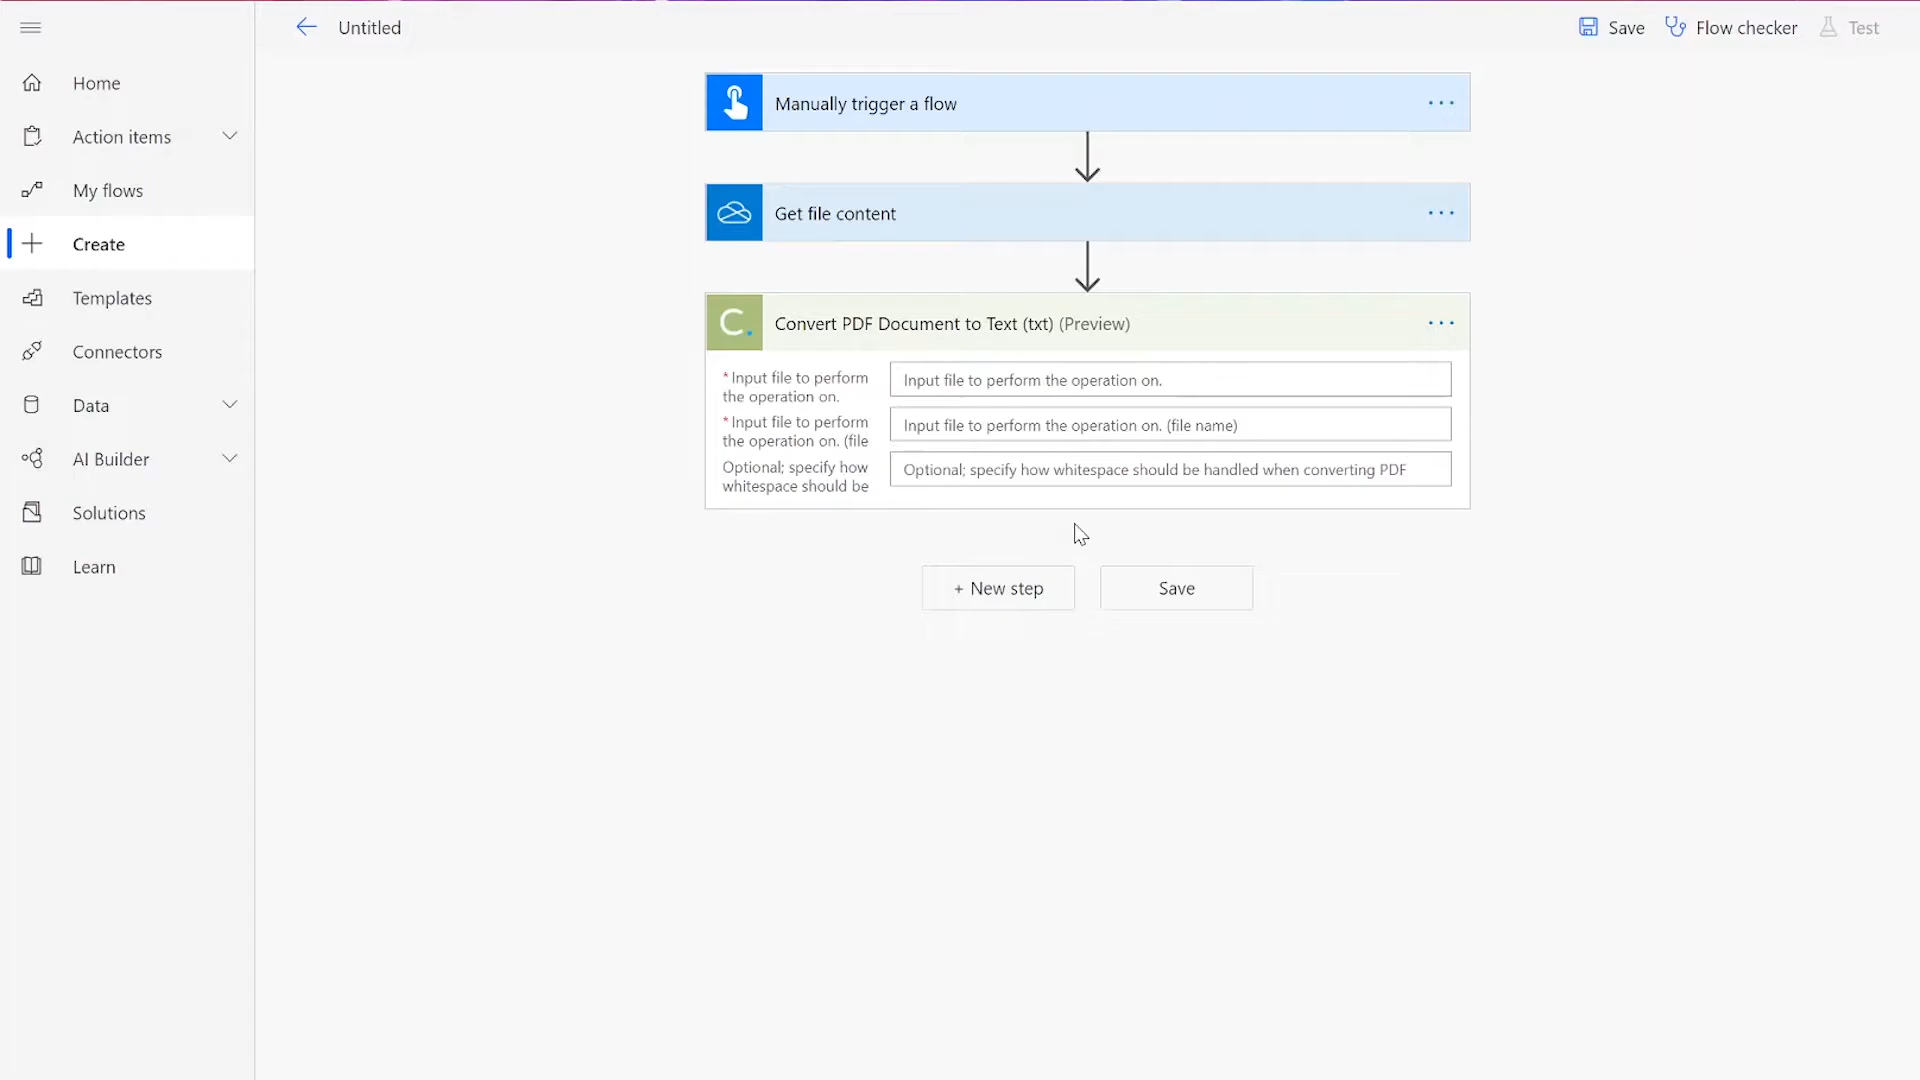 Untitled
Save
Flow checker
Test
Home
Action items
My flows
Create
Templates
Connectors
Data
AI Builder
Solutions
Learn
Manually trigger a flow
Get file content
C.
Convert PDF Document to Text (txt) (Preview)
* Input file to perform
the operation on.
Input file to perform the operation on.
* Input file to perform
the operation on. (file
Input file to perform the operation on. (file name)
Optional; specify how
whitespace should be
Optional; specify how whitespace should be handled when converting PDF
+ New step
Save